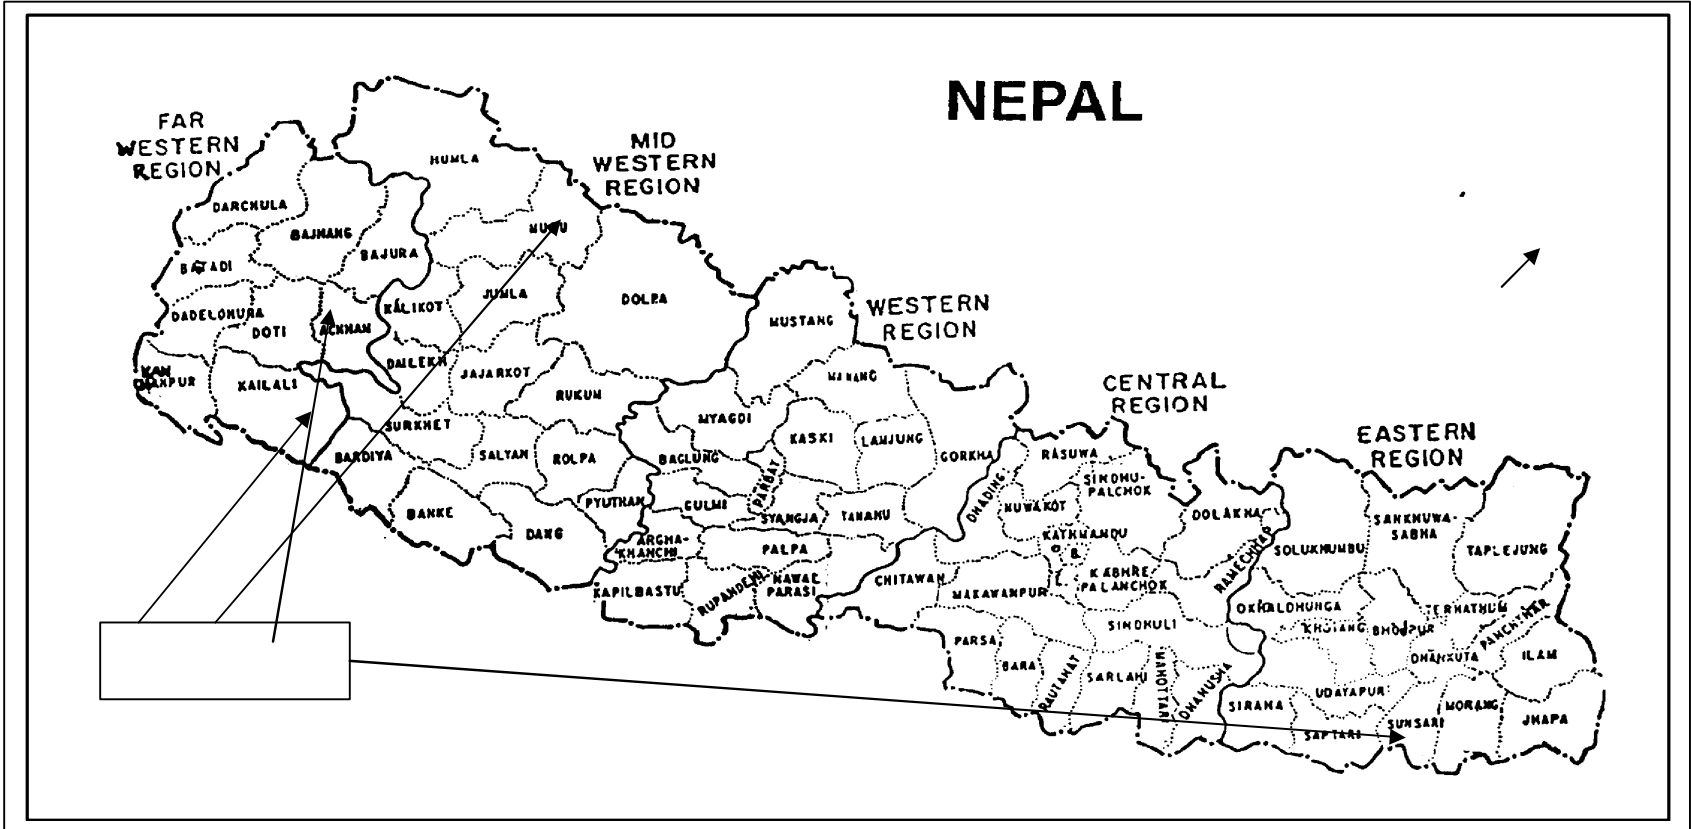 NEPAL
FAR
WESTERN
REGION
MID
WESTERN
REGION
WESTERN
REGION
CENTRAL
REGION
EASTERN
REGION
HUMLA
DARCHULA
BAJHANG
BAJURA
MUGU
BAITADI
DADELDHURA
DOTI
ACHHAM
KALIKOT
JUMLA
DOLPA
MUSTANG
KAN
CHANPUR
KAILALI
DAILEKH
JAJARKOT
RUKUM
MANANG
MYAGDI
KASKI
LAMJUNG
GORKHA
SURKHET
BARDIYA
SALYAN
ROLPA
BAGLUNG
PARBAT
DHADING
RASUWA
SINDHU-
PALCHOK
NUWAKOT
BANKE
DANG
PYUTHAN
GULMI
SYANGJA
TANAHU
ARGHA-
KHANCHI
PALPA
KATHMANDU
B.
DOLAKHA
RAMECHHAP
SOLUKHUMBU
SANKHUWA-
SABHA
TAPLEJUNG
KAPILBASTU
RUPANDEHI
NAWAL
PARASI
CHITAWAN
MAKAWANPUR
KABHRE
PALANCHOK
OKHALDHUNGA
KHOTANG
BHOJPUR
TERHATHUM
PANCHTHAR
PARSA
BARA
RAUTAHAT
SINDHULI
SARLAHI
MAHOTTARI
DHANUSHA
DHANKUTA
ILAM
SIRAHA
UDAYAPUR
SAPTARI
SUNSARI
MORANG
JHAPA